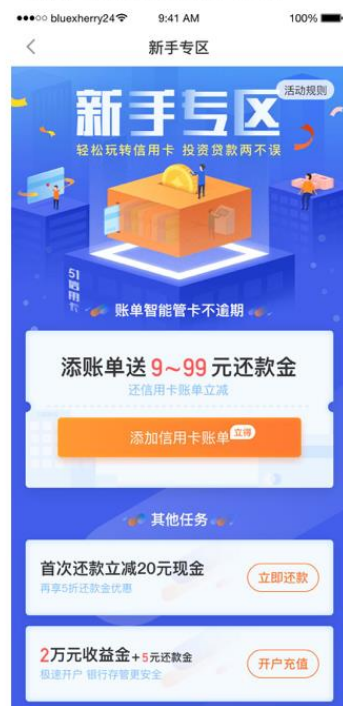 bluexherry24
9:41 AM
100%
新手专区
活动规则
新手专区
轻松玩转信用卡 投资贷款两不误
51信用卡
账单智能管卡不逾期
添账单送 9~99 元还款金
还信用卡账单立减
添加信用卡账单 立得
其他任务
首次还款立减20元现金
再享5折还款金优惠
立即还款
2万元收益金+5元还款金
极速开户 银行存管更安全
开户充值